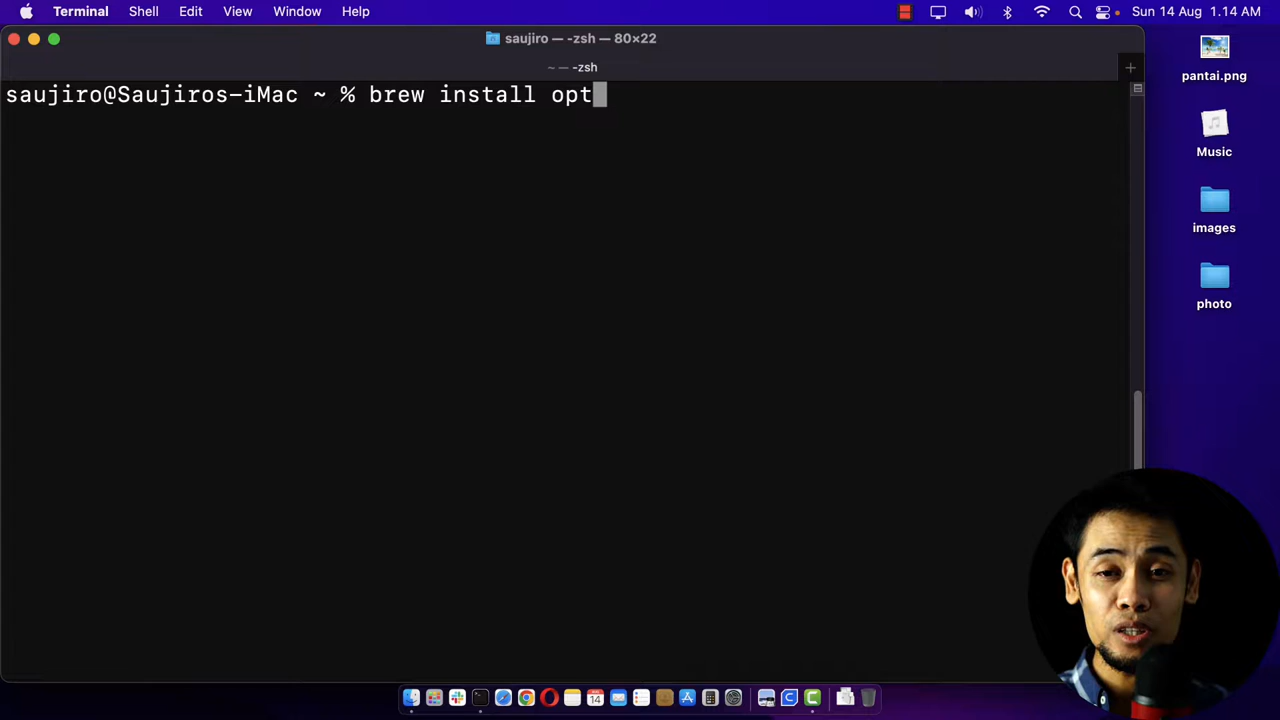 Terminal Shell Edit View Window Help Sun 14 Aug 1.14 AM
saujiro — -zsh — 80×22
~ — -zsh
saujiro@Saujiros-iMac ~ % brew install opt
pantai.png
Music
images
photo